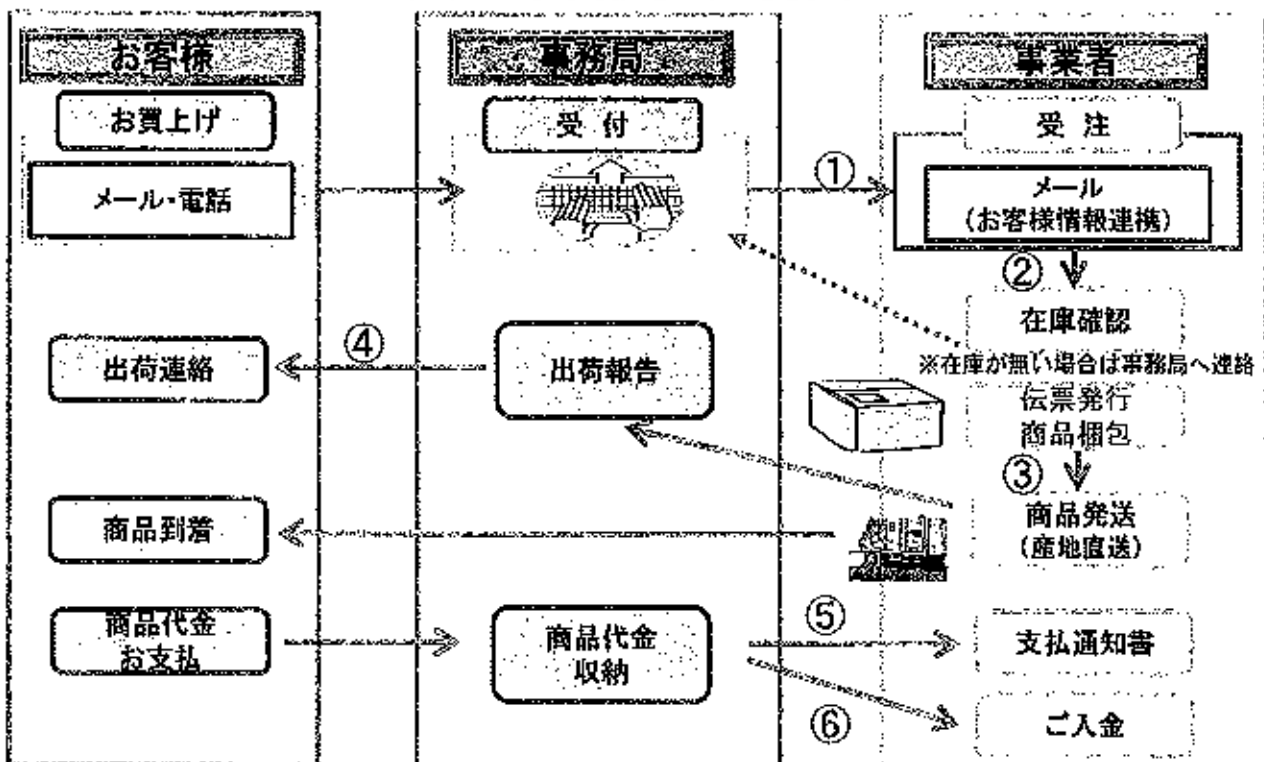 お客様
事務局
事業者
お買上げ
受付
受注
メール・電話
①
メール
(お客様情報連携)
②
在庫確認
※在庫が無い場合は事務局へ連絡
出荷連絡
④
出荷報告
伝票発行
商品梱包
③
商品到着
商品発送
(産地直送)
商品代金
お支払
商品代金
収納
⑤
支払通知書
⑥
ご入金